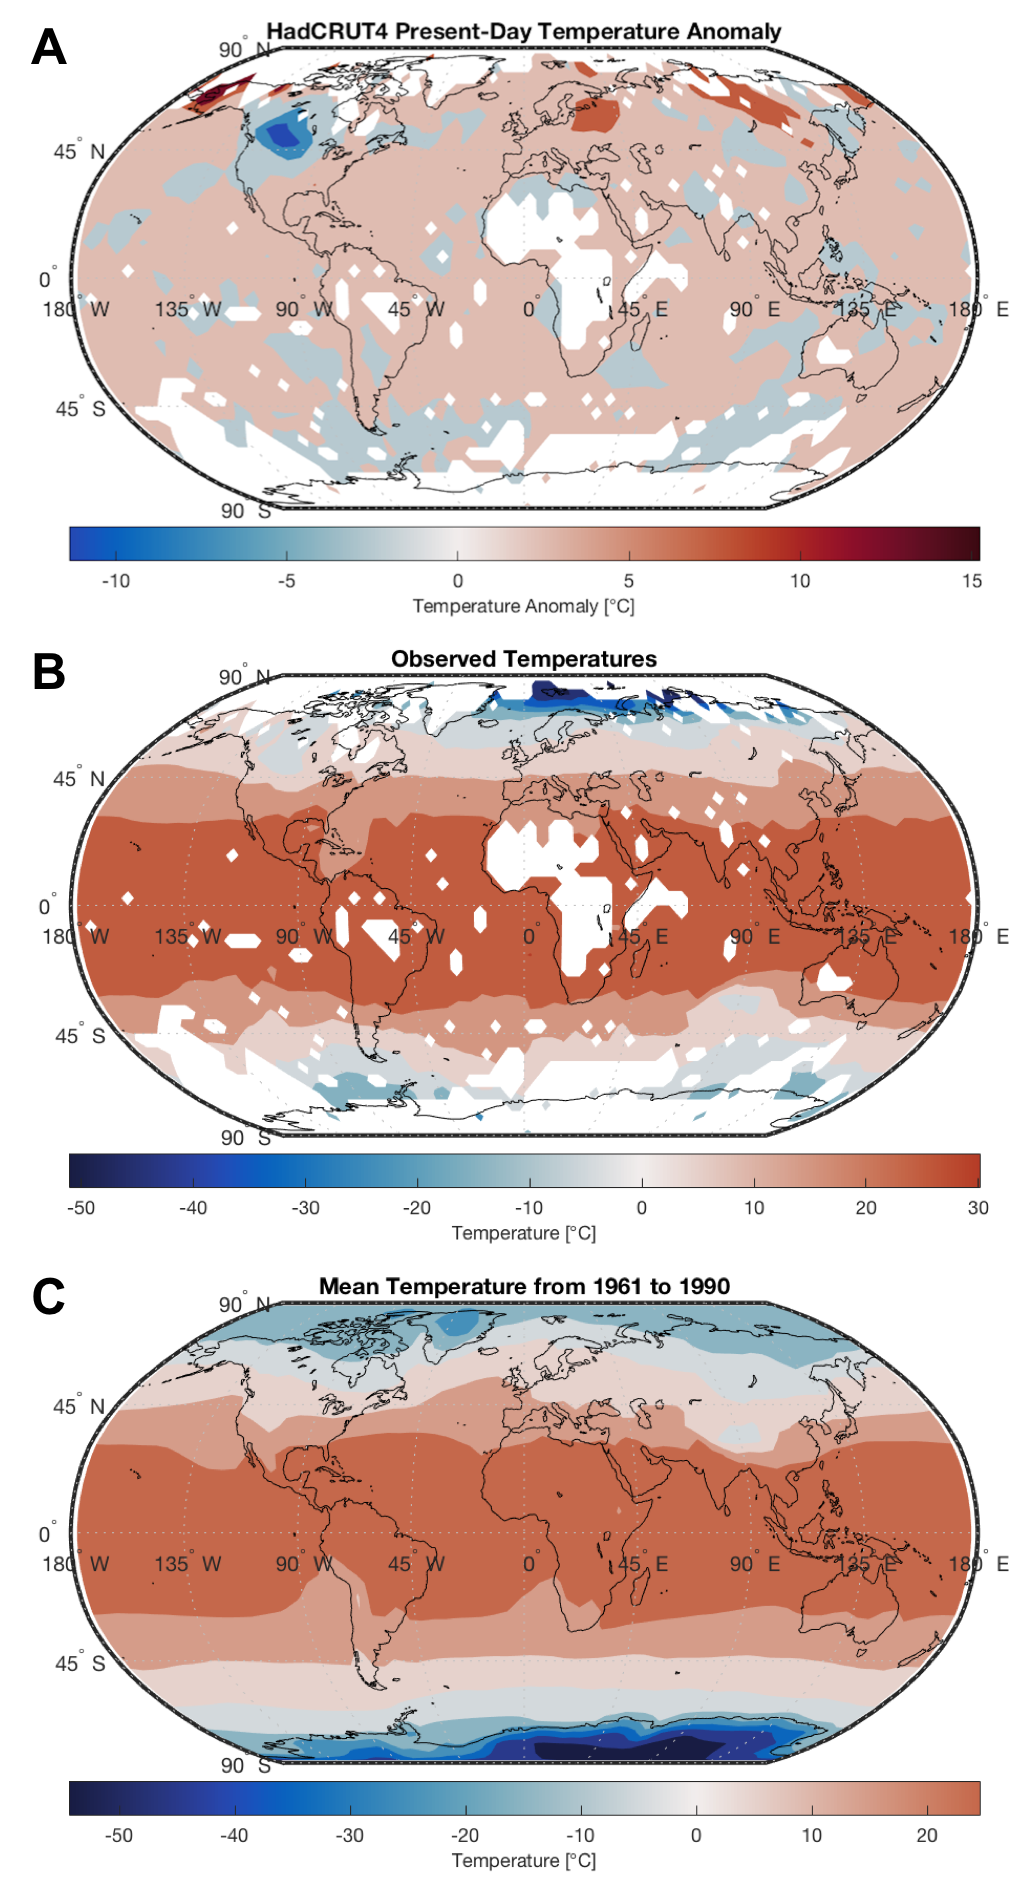 A
HadCRUT4 Present-Day Temperature Anomaly
90° N
45° N
0°
180° W 135° W 90° W 45° W 0° 45° E 90° E 135° E 180° E
45° S
90° S
-10 -5 0 5 10 15
Temperature Anomaly [°C]
B
Observed Temperatures
90° N
45° N
0°
180° W 135° W 90° W 45° W 0° 45° E 90° E 135° E 180° E
45° S
90° S
-50 -40 -30 -20 -10 0 10 20 30
Temperature [°C]
C
Mean Temperature from 1961 to 1990
90° N
45° N
0°
180° W 135° W 90° W 45° W 0° 45° E 90° E 135° E 180° E
45° S
90° S
-50 -40 -30 -20 -10 0 10 20
Temperature [°C]